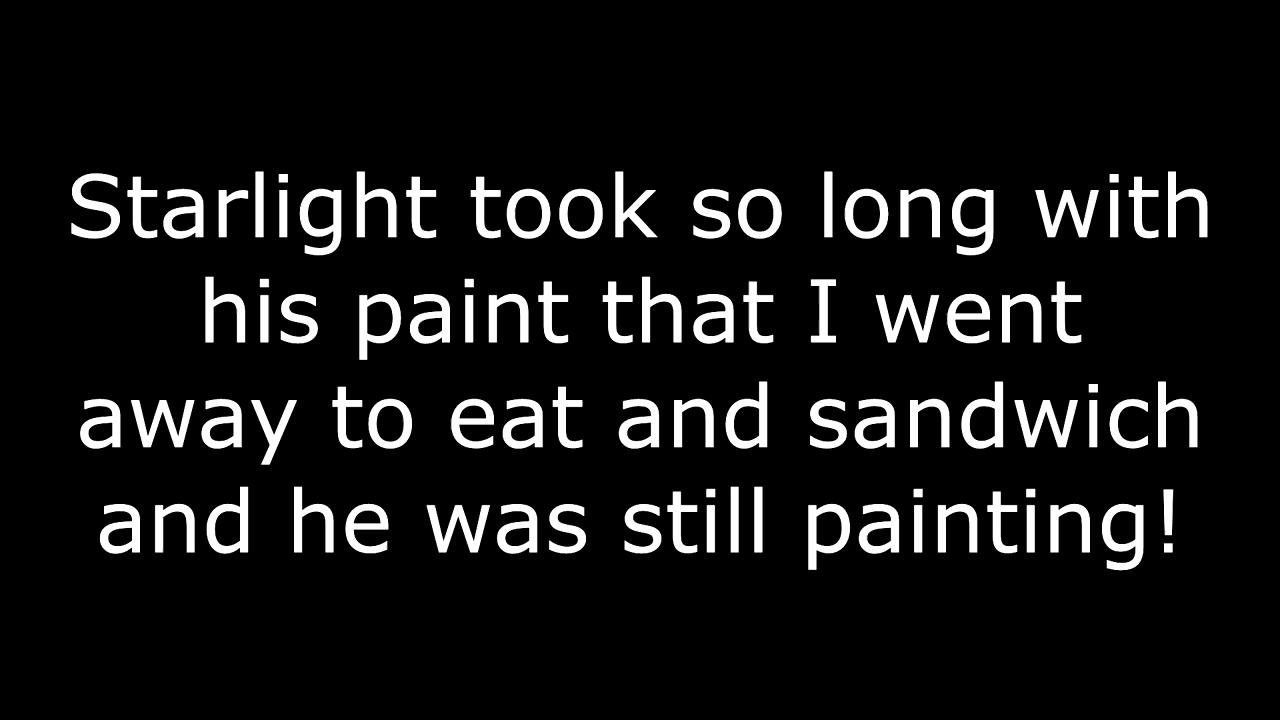 Starlight took so long with
his paint that I went
away to eat and sandwich
and he was still painting!